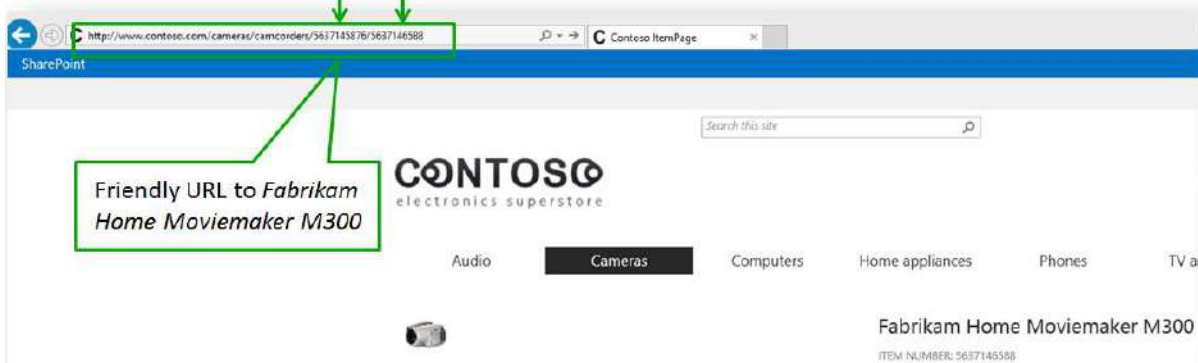 http://www.contoso.com/cameras/camcorders/5637145876/5637146588
C Contoso ItemPage
SharePoint
Search this site
Friendly URL to Fabrikam
Home Moviemaker M300
CONTOSO
electronics superstore
Audio Cameras Computers Home appliances Phones TV a
Fabrikam Home Moviemaker M300
ITEM NUMBER: 5637146588